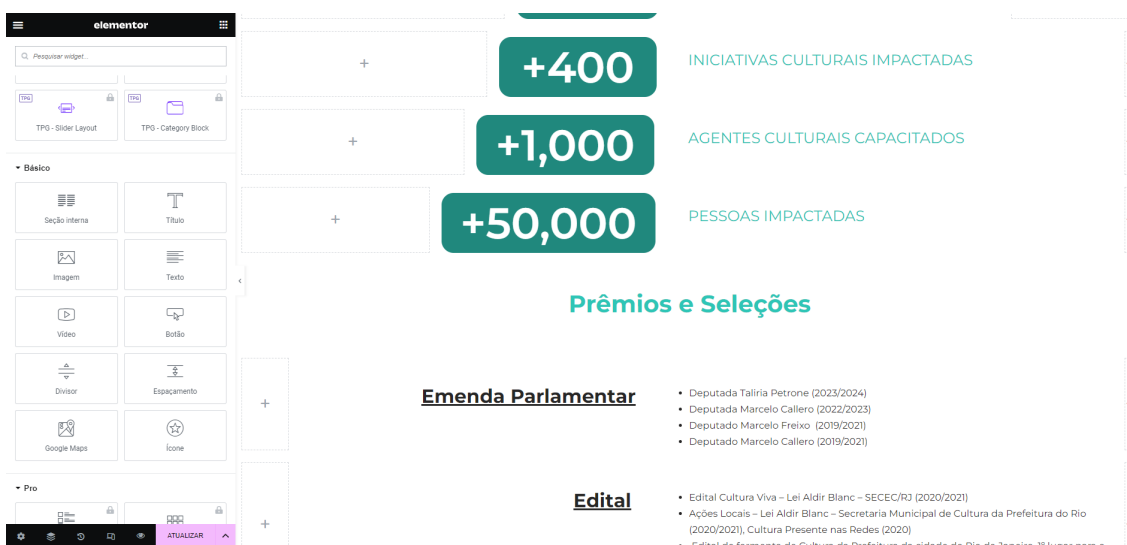 elementor
Pesquisar widget...
TPG
TPG
TPG - Slider Layout
TPG - Category Block
Básico
Seção interna
Título
Imagem
Texto
Vídeo
Botão
Divisor
Espaçamento
Google Maps
Ícone
Pro
ATUALIZAR
+400
INICIATIVAS CULTURAIS IMPACTADAS
+1,000
AGENTES CULTURAIS CAPACITADOS
+50,000
PESSOAS IMPACTADAS
Prêmios e Seleções
Emenda Parlamentar
Deputada Taliria Petrone (2023/2024)
Deputada Marcelo Callero (2022/2023)
Deputado Marcelo Freixo (2019/2021)
Deputado Marcelo Callero (2019/2021)
Edital
Edital Cultura Viva – Lei Aldir Blanc – SECEC/RJ (2020/2021)
Ações Locais – Lei Aldir Blanc – Secretaria Municipal de Cultura da Prefeitura do Rio
(2020/2021), Cultura Presente nas Redes (2020)